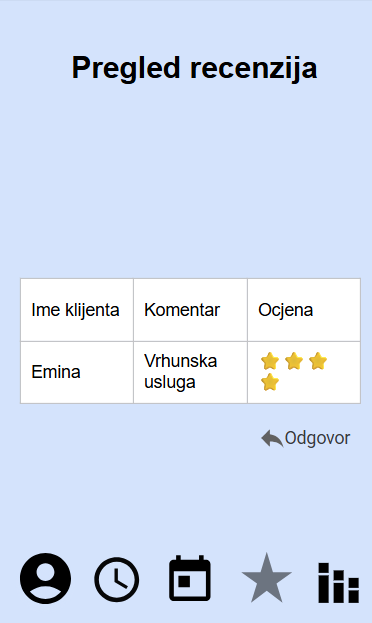 Pregled recenzija
Ime klijenta Komentar Ocjena
Emina Vrhunska usluga
Odgovor